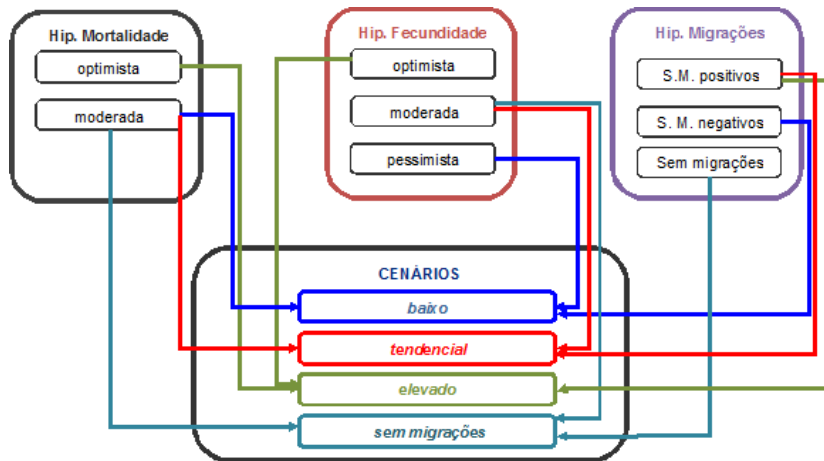 Hip. Mortalidade
optimista
moderada
Hip. Fecundidade
optimista
moderada
pessimista
Hip. Migrações
S.M. positivos
S. M. negativos
Sem migrações
CENÁRIOS
baixo
tendencial
elevado
sem migrações